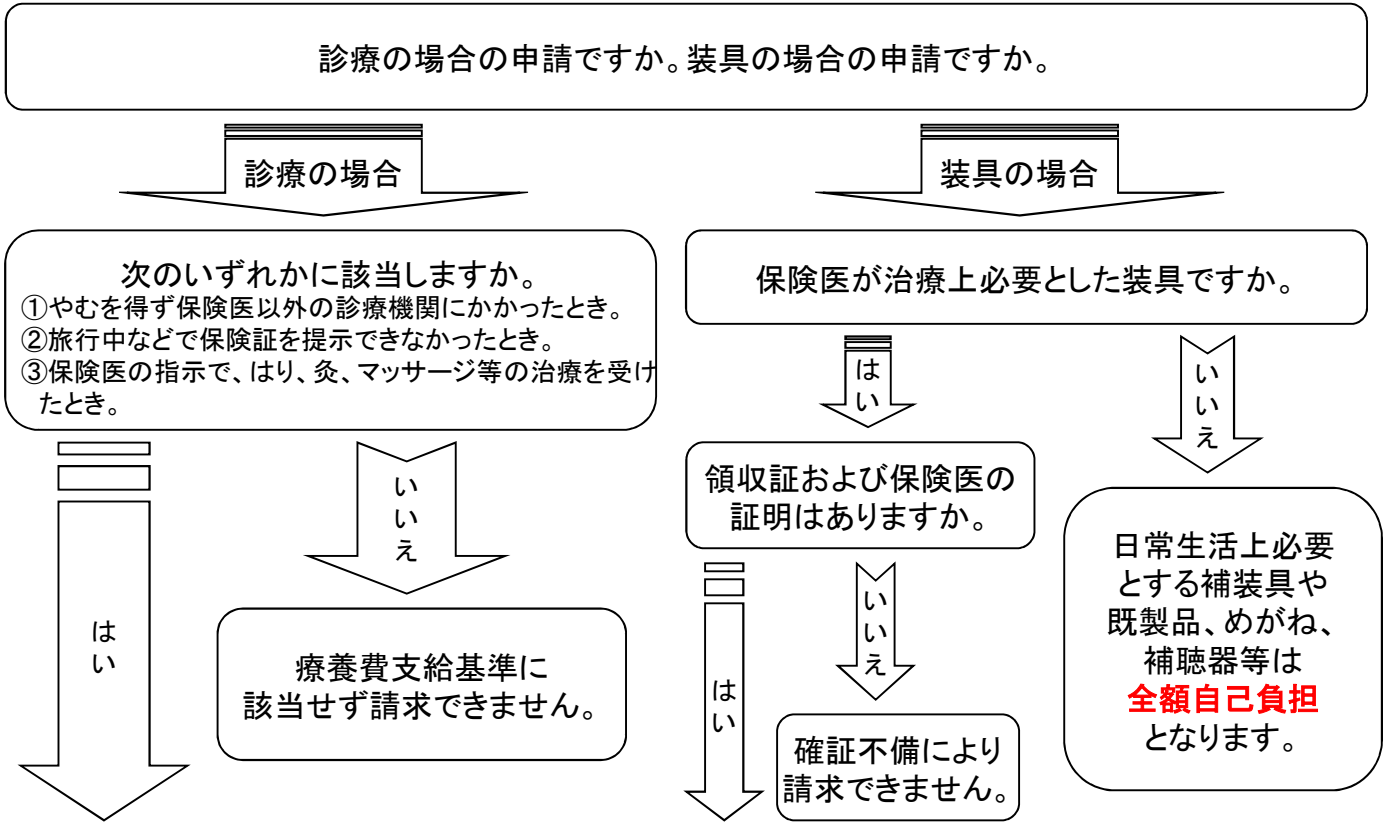 診療の場合の申請ですか。装具の場合の申請ですか。
診療の場合
装具の場合
次のいずれかに該当しますか。
①やむを得ず保険医以外の診療機関にかかったとき。
②旅行中などで保険証を提示できなかったとき。
③保険医の指示で、はり、灸、マッサージ等の治療を受け
たとき。
保険医が治療上必要とした装具ですか。
はい
いいえ
いいえ
はい
領収証および保険医の
証明はありますか。
日常生活上必要
とする補装具や
既製品、めがね、
補聴器等は
全額自己負担
となります。
療養費支給基準に
該当せず請求できません。
はい
いいえ
確証不備により
請求できません。